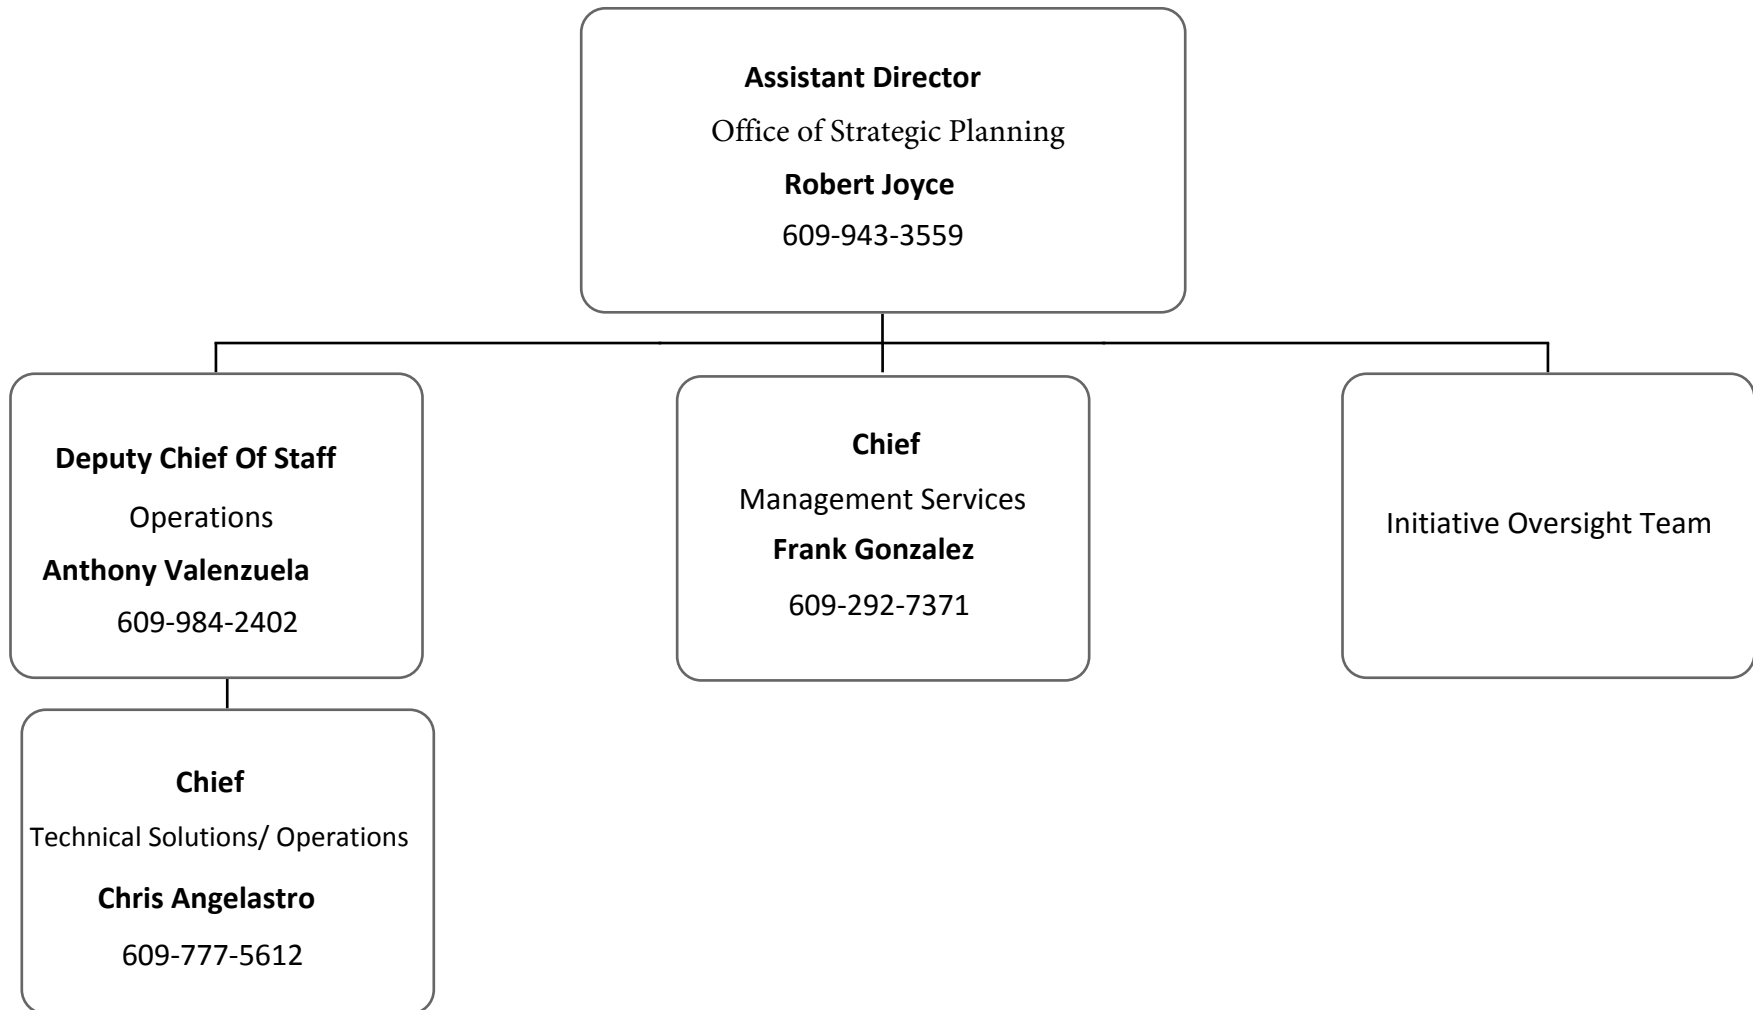 Assistant Director
Office of Strategic Planning
Robert Joyce
609-943-3559
Deputy Chief Of Staff
Operations
Anthony Valenzuela
609-984-2402
Chief
Management Services
Frank Gonzalez
609-292-7371
Initiative Oversight Team
Chief
Technical Solutions/ Operations
Chris Angelastro
609-777-5612